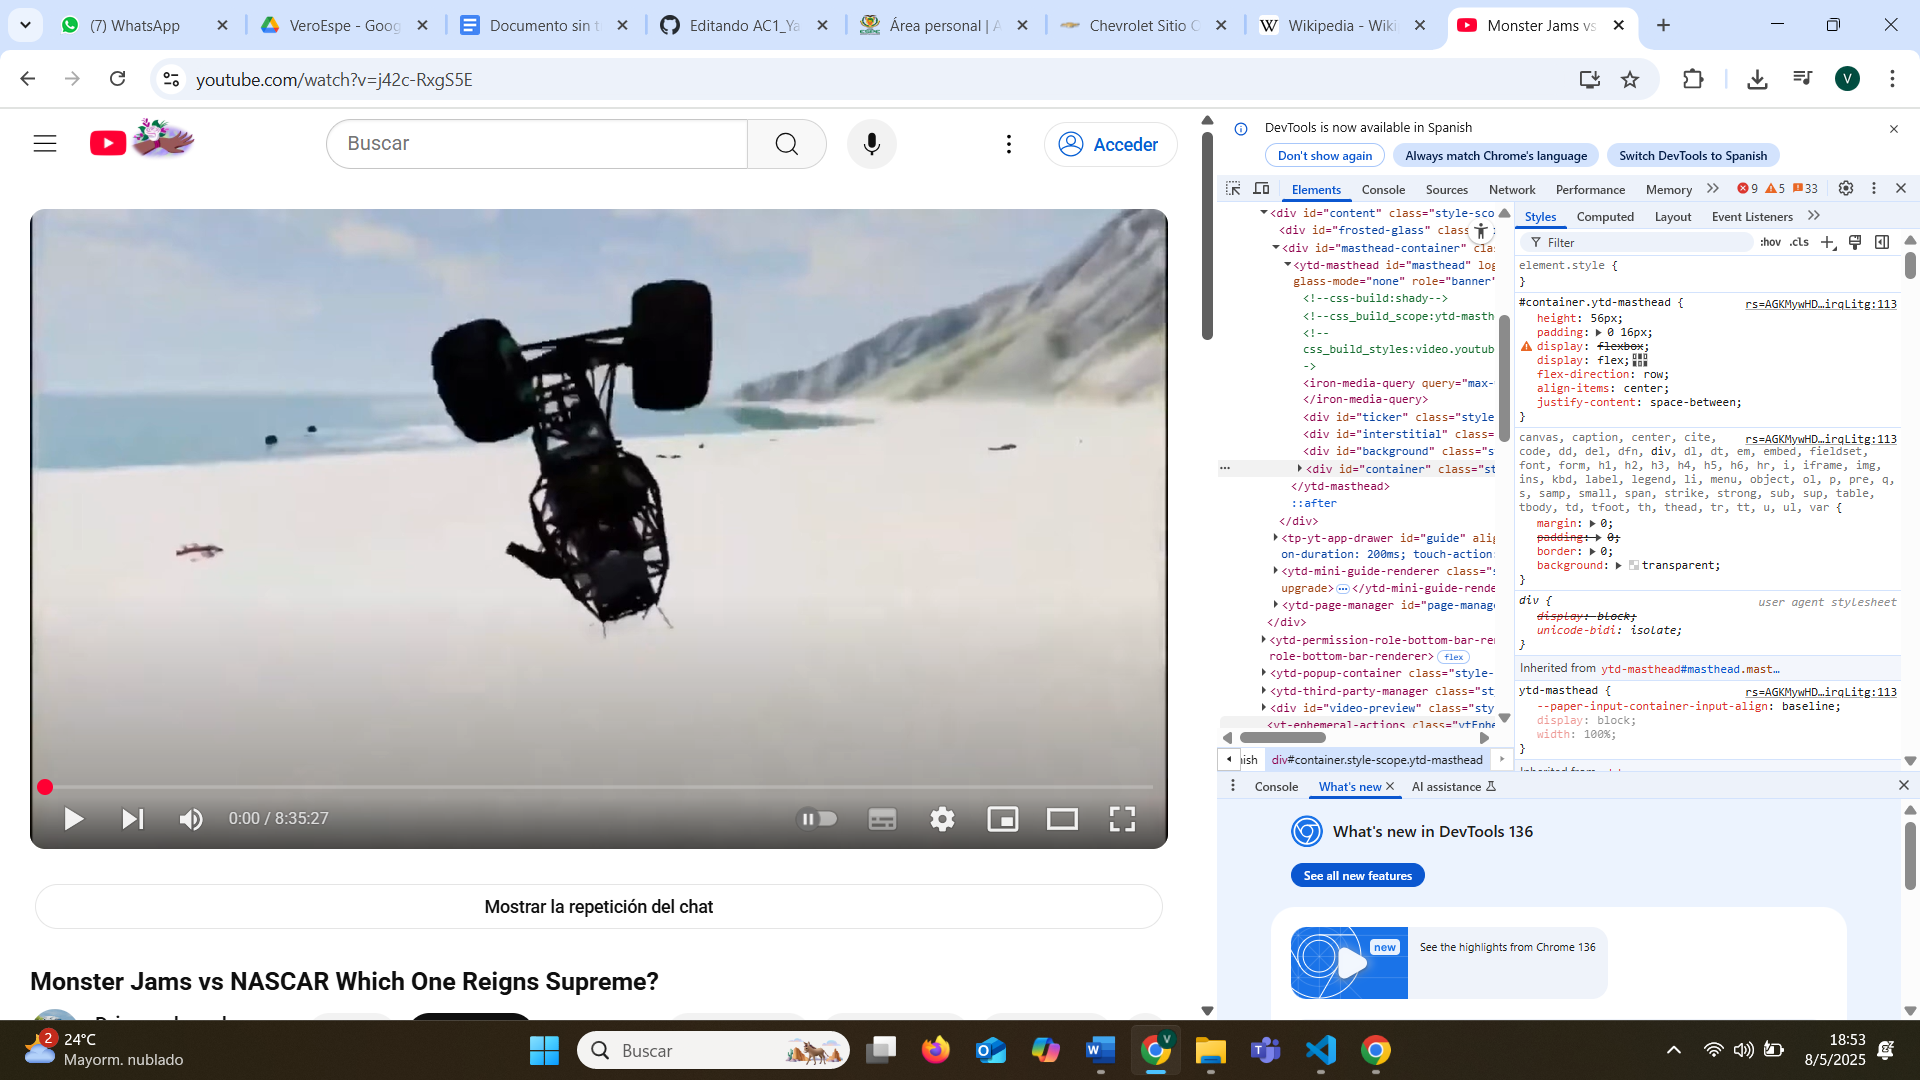 (7) WhatsApp
VeroEspe - Goog
Documento sin t
Editando AC1_Ya
Área personal | A
Chevrolet Sitio O
Wikipedia - Wiki
Monster Jams vs
youtube.com/watch?v=j42c-RxgS5E
V
Buscar
Acceder
0:00 / 8:35:27
Mostrar la repetición del chat
Monster Jams vs NASCAR Which One Reigns Supreme?
DevTools is now available in Spanish
Don't show again
Always match Chrome's language
Switch DevTools to Spanish
Elements Console Sources Network Performance Memory 9 5 33
<div id="content" class="style-sco
<div id="frosted-glass" class
<div id="masthead-container" clas
<ytd-masthead id="masthead" log
glass-mode="none" role="banner"
<!--css-build:shady-->
<!--css_build_scope:ytd-masth
<!--
css_build_styles:video.youtub
->
<iron-media-query query="max-
</iron-media-query>
<div id="ticker" class="style
<div id="interstitial" class=
<div id="background" class="s
<div id="container" class="st
</ytd-masthead>
::after
</div>
<tp-yt-app-drawer id="guide" alig
on-duration: 200ms; touch-action:
<ytd-mini-guide-renderer class="s
upgrade> </ytd-mini-guide-rende
<ytd-page-manager id="page-manage
</div>
<ytd-permission-role-bottom-bar-ren
role-bottom-bar-renderer> flex
<ytd-popup-container class="style-
<ytd-third-party-manager class="st
<div id="video-preview" class="sty
<yt-ephemeral-actions class="ytEphe
nish div#container.style-scope.ytd-masthead
Styles Computed Layout Event Listeners
Filter :hov .cls
element.style {
}
#container.ytd-masthead { rs=AGKMywHD…irqLitg:113
height: 56px;
padding: 0 16px;
display: flexbox;
display: flex;
flex-direction: row;
align-items: center;
justify-content: space-between;
}
canvas, caption, center, cite, rs=AGKMywHD…irqLitg:113
code, dd, del, dfn, div, dl, dt, em, embed, fieldset,
font, form, h1, h2, h3, h4, h5, h6, hr, i, iframe, img,
ins, kbd, label, legend, li, menu, object, ol, p, pre, q,
s, samp, small, span, strike, strong, sub, sup, table,
tbody, td, tfoot, th, thead, tr, tt, u, ul, var {
margin: 0;
padding: 0;
border: 0;
background: transparent;
}
div { user agent stylesheet
display: block;
unicode-bidi: isolate;
}
Inherited from ytd-masthead#masthead.mast…
ytd-masthead { rs=AGKMywHD…irqLitg:113
--paper-input-container-input-align: baseline;
display: block;
width: 100%;
}
Console What's new AI assistance
What's new in DevTools 136
See all new features
new
See the highlights from Chrome 136
2
24°C
Mayorm. nublado
Buscar
V
18:53
8/5/2025